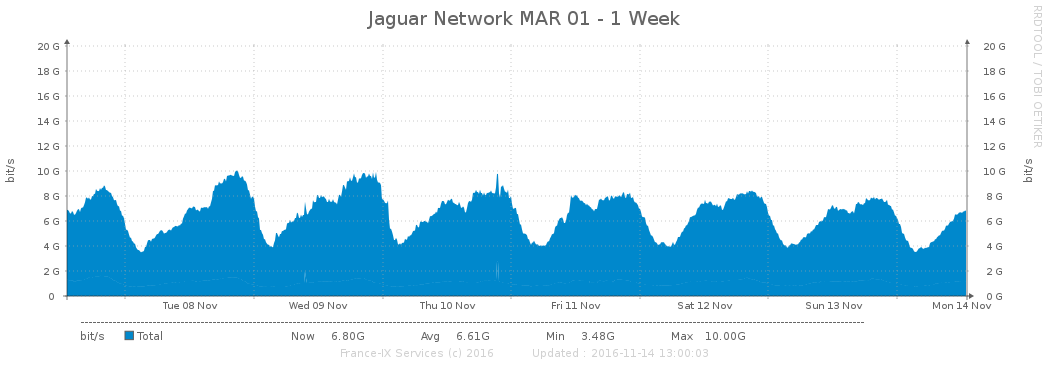 Jaguar Network MAR 01 - 1 Week
RRDTOOL / TOBI OETIKER
bit/s
20 G 20 G
18 G 18 G
16 G 16 G
14 G 14 G
12 G 12 G
10 G 10 G
8 G 8 G
6 G 6 G
4 G 4 G
2 G 2 G
0 0 G
bit/s
Tue 08 Nov Wed 09 Nov Thu 10 Nov Fri 11 Nov Sat 12 Nov Sun 13 Nov Mon 14 Nov
bit/s Total Now 6.80G Avg 6.61G Min 3.48G Max 10.00G
France-IX Services (c) 2016 Updated : 2016-11-14 13:00:03